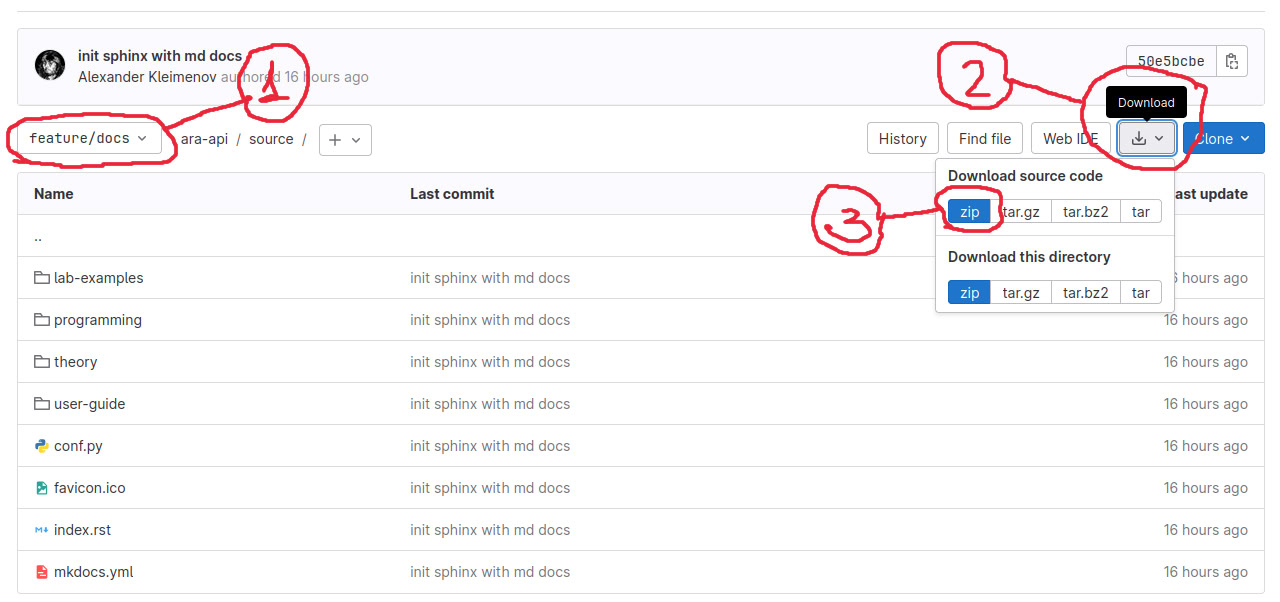 init sphinx with md docs
Alexander Kleimenov authored 16 hours ago
50e5bcbe
1
2
Download
feature/docs
ara-api / source /
+
History
Find file
Web IDE
Clone
Name
Last commit
Last update
Download source code
zip
tar.gz
tar.bz2
tar
3
Download this directory
zip
tar.gz
tar.bz2
tar
..
lab-examples
init sphinx with md docs
hours ago
programming
init sphinx with md docs
16 hours ago
theory
init sphinx with md docs
16 hours ago
user-guide
init sphinx with md docs
16 hours ago
conf.py
init sphinx with md docs
16 hours ago
favicon.ico
init sphinx with md docs
16 hours ago
M↓ index.rst
init sphinx with md docs
16 hours ago
mkdocs.yml
init sphinx with md docs
16 hours ago